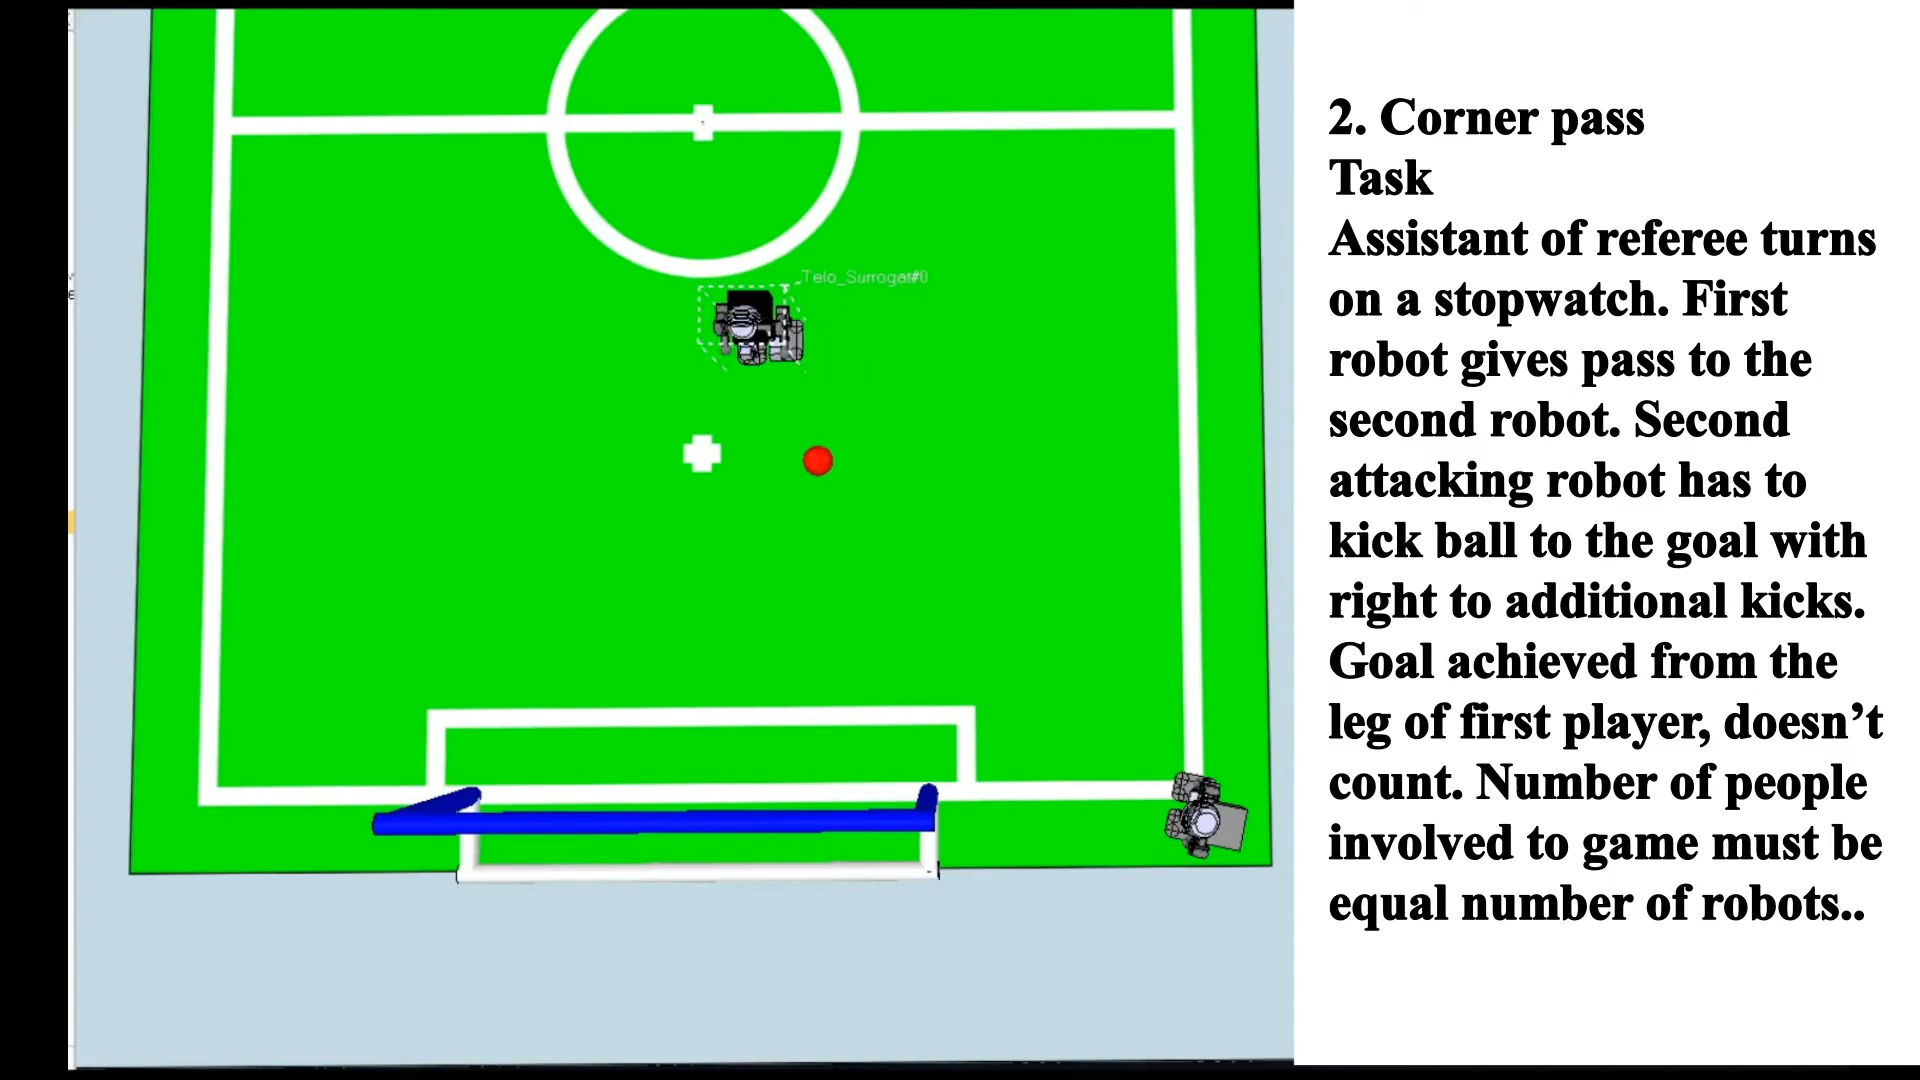 2. Corner pass
Task
Assistant of referee turns
on a stopwatch. First
robot gives pass to the
second robot. Second
attacking robot has to
kick ball to the goal with
right to additional kicks.
Goal achieved from the
leg of first player, doesn’t
count. Number of people
involved to game must be
equal number of robots..
Telo_Surrogat#0